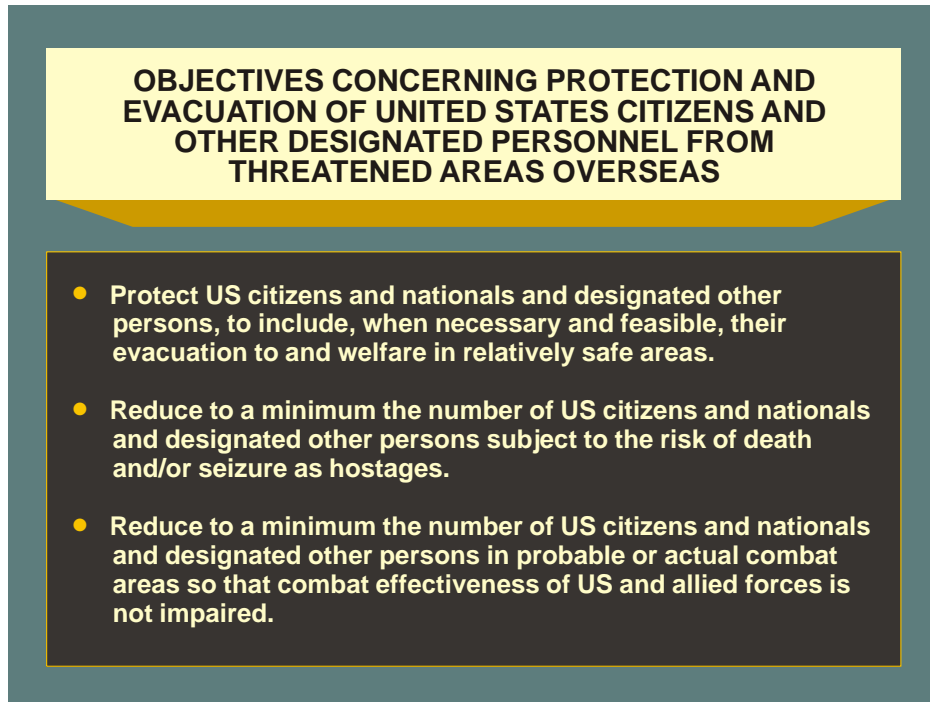 OBJECTIVES CONCERNING PROTECTION AND
EVACUATION OF UNITED STATES CITIZENS AND
OTHER DESIGNATED PERSONNEL FROM
THREATENED AREAS OVERSEAS
● Protect US citizens and nationals and designated other
persons, to include, when necessary and feasible, their
evacuation to and welfare in relatively safe areas.
● Reduce to a minimum the number of US citizens and nationals
and designated other persons subject to the risk of death
and/or seizure as hostages.
● Reduce to a minimum the number of US citizens and nationals
and designated other persons in probable or actual combat
areas so that combat effectiveness of US and allied forces is
not impaired.